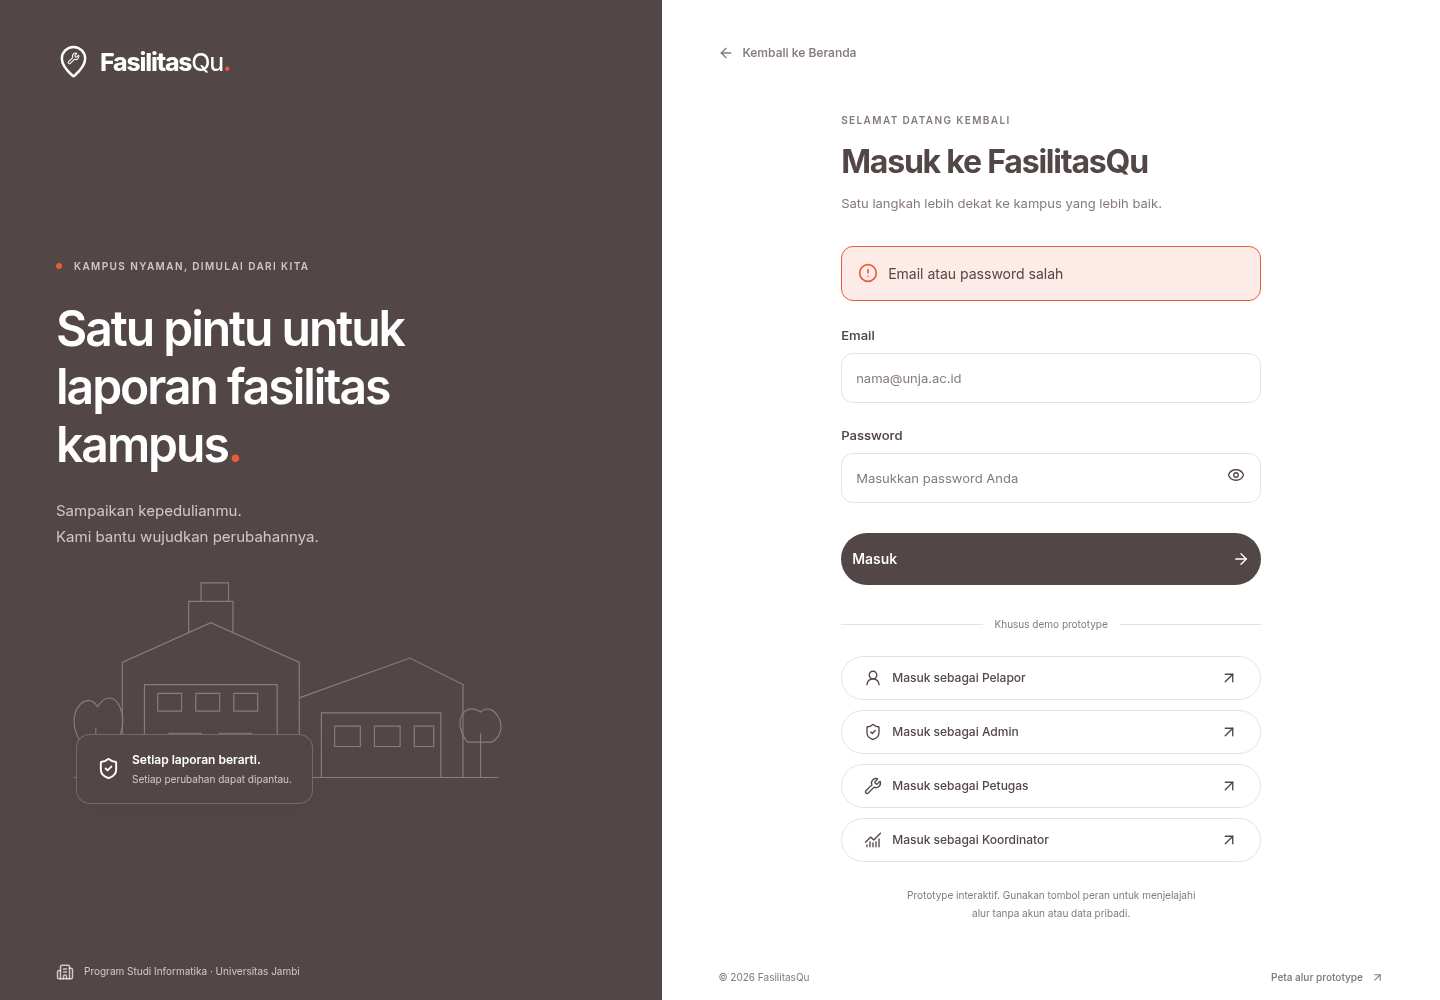 FasilitasQu.
KAMPUS NYAMAN, DIMULAI DARI KITA
Satu pintu untuk
laporan fasilitas
kampus.
Sampaikan kepedulianmu.
Kami bantu wujudkan perubahannya.
Setiap laporan berarti.
Setiap perubahan dapat dipantau.
Program Studi Informatika · Universitas Jambi
Kembali ke Beranda
SELAMAT DATANG KEMBALI
Masuk ke FasilitasQu
Satu langkah lebih dekat ke kampus yang lebih baik.
Email atau password salah
Email
nama@unja.ac.id
Password
Masukkan password Anda
Masuk
Khusus demo prototype
Masuk sebagai Pelapor
Masuk sebagai Admin
Masuk sebagai Petugas
Masuk sebagai Koordinator
Prototype interaktif. Gunakan tombol peran untuk menjelajahi
alur tanpa akun atau data pribadi.
© 2026 FasilitasQu
Peta alur prototype